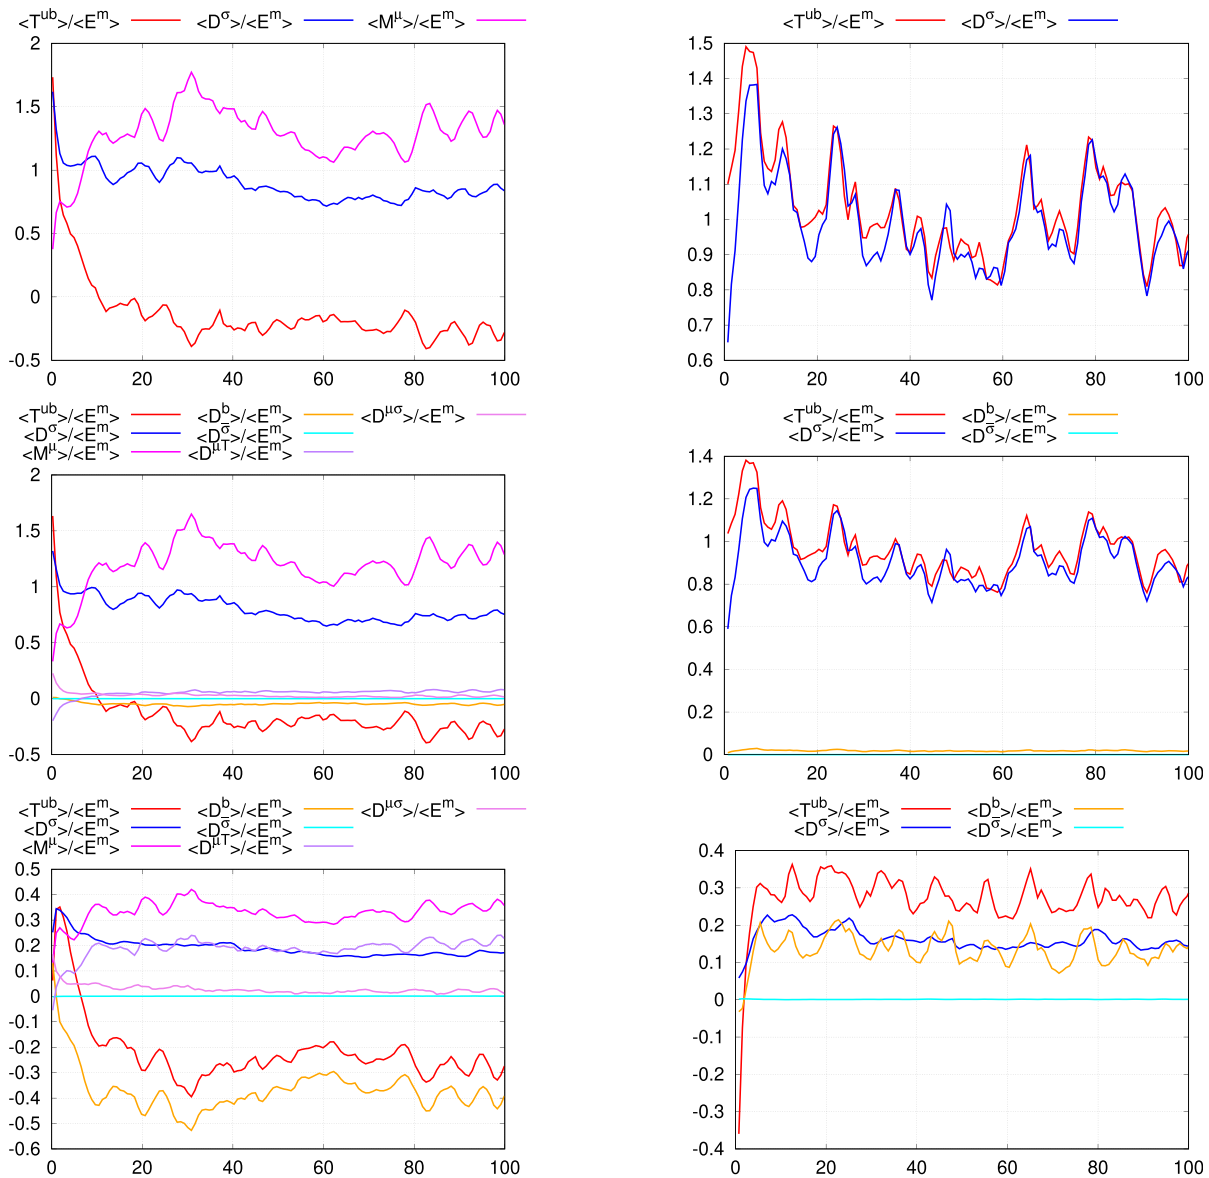 <T^ub>/<E^m> <D^σ>/<E^m> <M^μ>/<E^m>
2
1.5
1
0.5
0
-0.5
0 20 40 60 80 100
<T^ub>/<E^m> <D^σ>/<E^m>
1.5
1.4
1.3
1.2
1.1
1
0.9
0.8
0.7
0.6
0 20 40 60 80 100
<T^ub>/<E^m> <D^b>/<E^m> <D^μσ>/<E^m>
<D^σ>/<E^m> <D^σ̅>/<E^m>
<M^μ>/<E^m> <D^μT>/<E^m>
2
1.5
1
0.5
0
-0.5
0 20 40 60 80 100
<T^ub>/<E^m> <D^b>/<E^m>
<D^σ>/<E^m> <D^σ̅>/<E^m>
1.4
1.2
1
0.8
0.6
0.4
0.2
0
0 20 40 60 80 100
<T^ub>/<E^m> <D^b>/<E^m> <D^μσ>/<E^m>
<D^σ>/<E^m> <D^σ̅>/<E^m>
<M^μ>/<E^m> <D^μT>/<E^m>
0.5
0.4
0.3
0.2
0.1
0
-0.1
-0.2
-0.3
-0.4
-0.5
-0.6
0 20 40 60 80 100
<T^ub>/<E^m> <D^b>/<E^m>
<D^σ>/<E^m> <D^σ̅>/<E^m>
0.4
0.3
0.2
0.1
0
-0.1
-0.2
-0.3
-0.4
0 20 40 60 80 100